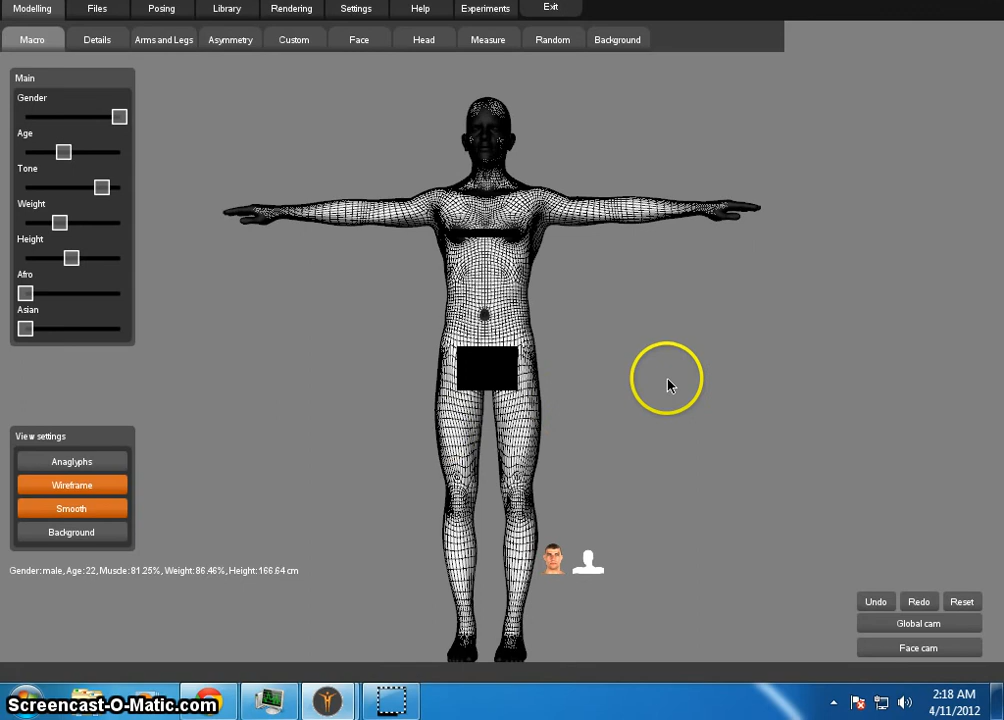 Modelling Files Posing Library Rendering Settings Help Experiments Exit
Macro Details Arms and Legs Asymmetry Custom Face Head Measure Random Background
Main
Gender
Age
Tone
Weight
Height
Afro
Asian
View settings
Anaglyphs
Wireframe
Smooth
Background
Gender: male, Age: 22, Muscle: 81.25%, Weight: 86.46%, Height: 166.64 cm
Undo Redo Reset
Global cam
Face cam
Screencast-O-Matic.com
2:18 AM
4/11/2012